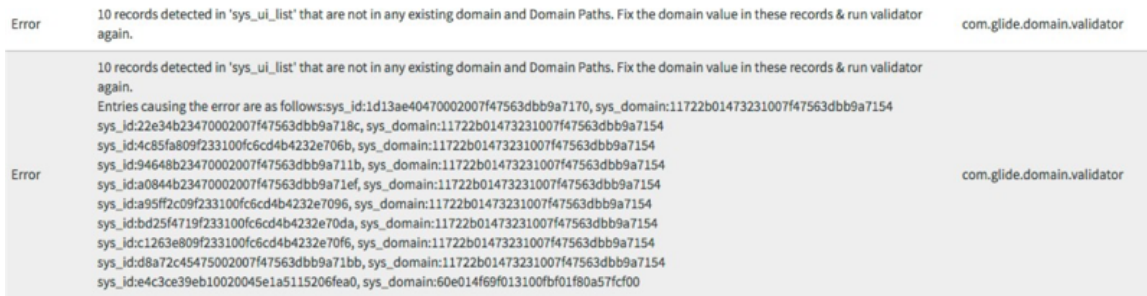 Error
10 records detected in 'sys_ui_list' that are not in any existing domain and Domain Paths. Fix the domain value in these records & run validator
again.
com.glide.domain.validator
10 records detected in 'sys_ui_list' that are not in any existing domain and Domain Paths. Fix the domain value in these records & run validator
again.
Entries causing the error are as follows:sys_id:1d13ae40470002007f47563dbb9a7170, sys_domain:11722b01473231007f47563dbb9a7154
sys_id:22e34b23470002007f47563dbb9a718c, sys_domain:11722b01473231007f47563dbb9a7154
sys_id:4c85fa809f233100fc6cd4b4232e706b, sys_domain:11722b01473231007f47563dbb9a7154
sys_id:94648b23470002007f47563dbb9a711b, sys_domain:11722b01473231007f47563dbb9a7154
Error
sys_id:a0844b23470002007f47563dbb9a71ef, sys_domain:11722b01473231007f47563dbb9a7154
com.glide.domain.validator
sys_id:a95ff2c09f233100fc6cd4b4232e7096, sys_domain:11722b01473231007f47563dbb9a7154
sys_id:bd25f4719f233100fc6cd4b4232e70da, sys_domain:11722b01473231007f47563dbb9a7154
sys_id:c1263e809f233100fc6cd4b4232e70f6, sys_domain:11722b01473231007f47563dbb9a7154
sys_id:d8a72c45475002007f47563dbb9a71bb, sys_domain:11722b01473231007f47563dbb9a7154
sys_id:e4c3ce39eb10020045e1a5115206fea0, sys_domain:60e014f69f013100fbf01f80a57fcf00